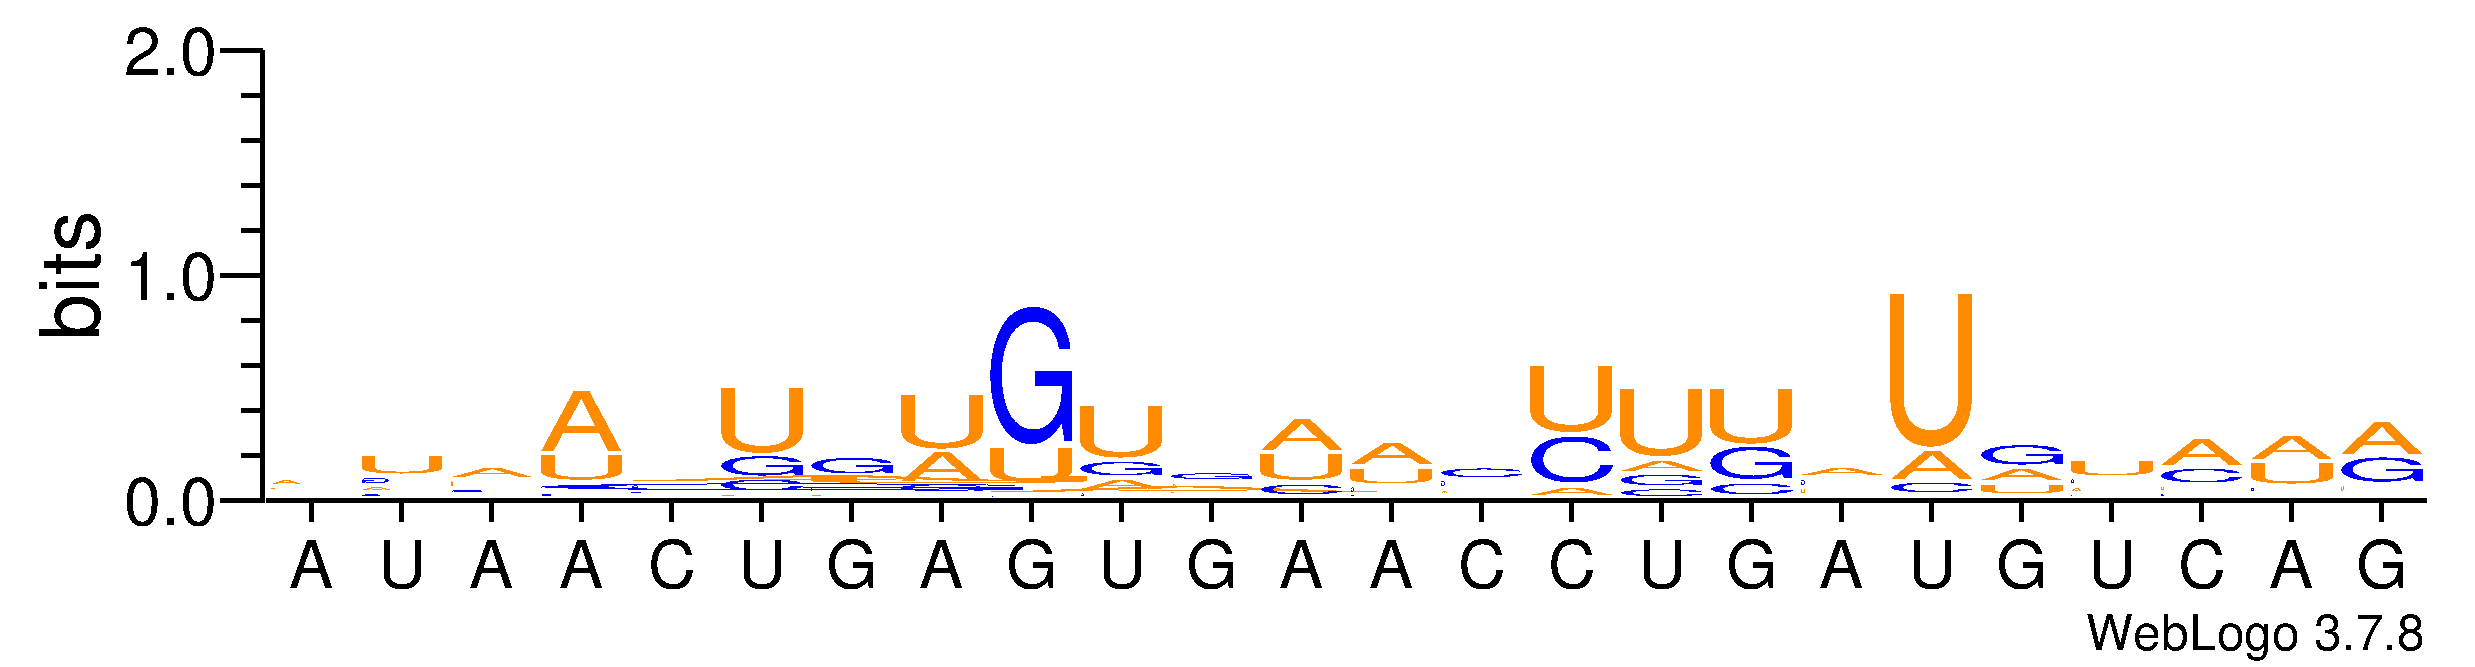 2.0
bits
1.0
0.0
A U A A C U G A G U G A A C C U G A U G U C A G
WebLogo 3.7.8